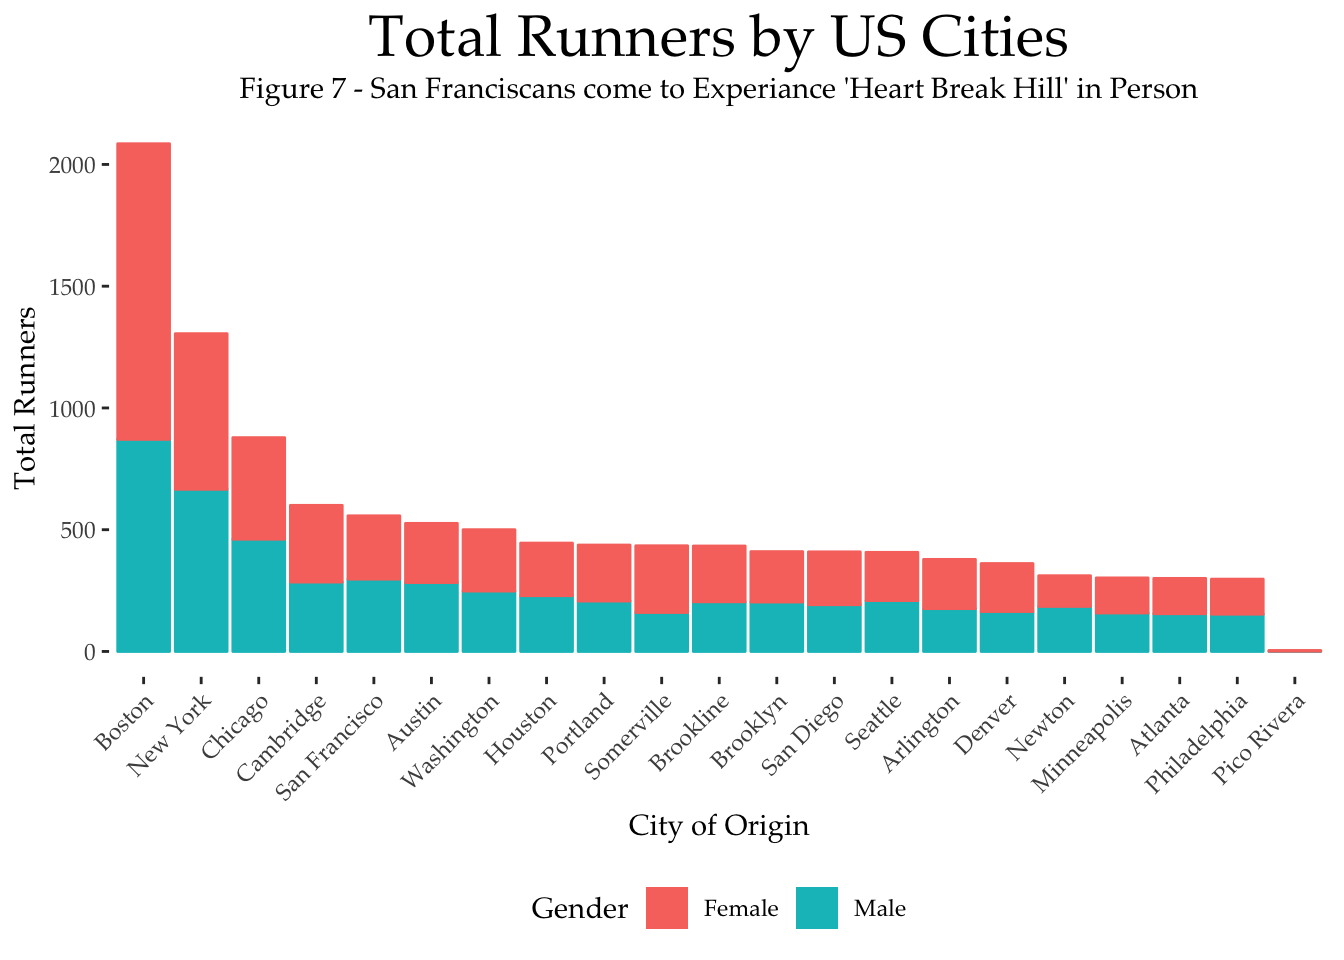 Total Runners by US Cities
Figure 7 - San Franciscans come to Experiance 'Heart Break Hill' in Person
Total Runners
2000
1500
1000
500
0
Boston
New York
Chicago
Cambridge
San Francisco
Austin
Washington
Houston
Portland
Somerville
Brookline
Brooklyn
San Diego
Seattle
Arlington
Denver
Newton
Minneapolis
Atlanta
Philadelphia
Pico Rivera
City of Origin
Gender Female Male